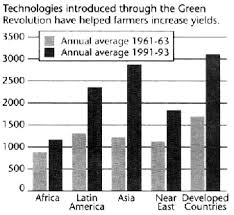 Technologies introduced through the Green
Revolution have helped farmers increase yields.
Annual average 1961-63
Annual average 1991-93
3500
3000
2500
2000
1500
1000
500
0
Africa
Latin
America
Asia
Near
East
Developed
Countries